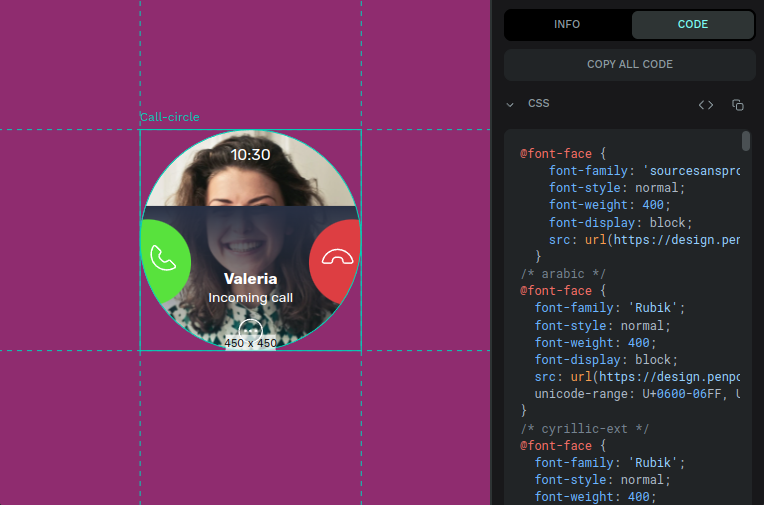 INFO
CODE
COPY ALL CODE
CSS
Call-circle
10:30
Valeria
Incoming call
450 x 450
@font-face {
font-family: 'sourcesanspro
font-style: normal;
font-weight: 400;
font-display: block;
src: url(https://design.pen
}
/* arabic */
@font-face {
font-family: 'Rubik';
font-style: normal;
font-weight: 400;
font-display: block;
src: url(https://design.penpo
unicode-range: U+0600-06FF, U
}
/* cyrillic-ext */
@font-face {
font-family: 'Rubik';
font-style: normal;
font-weight: 400;